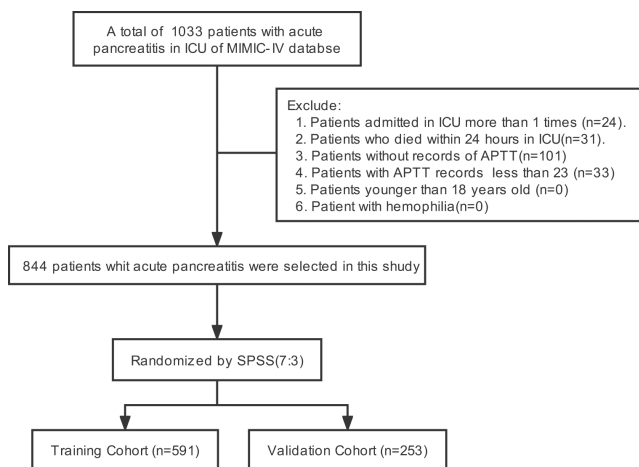 A total of 1033 patients with acute
pancreatitis in ICU of MIMIC-IV databse
Exclude:
1. Patients admitted in ICU more than 1 times (n=24).
2. Patients who died within 24 hours in ICU(n=31).
3. Patients without records of APTT(n=101)
4. Patients with APTT records less than 23 (n=33)
5. Patients younger than 18 years old (n=0)
6. Patient with hemophilia(n=0)
844 patients whit acute pancreatitis were selected in this shudy
Randomized by SPSS(7:3)
Training Cohort (n=591)
Validation Cohort (n=253)